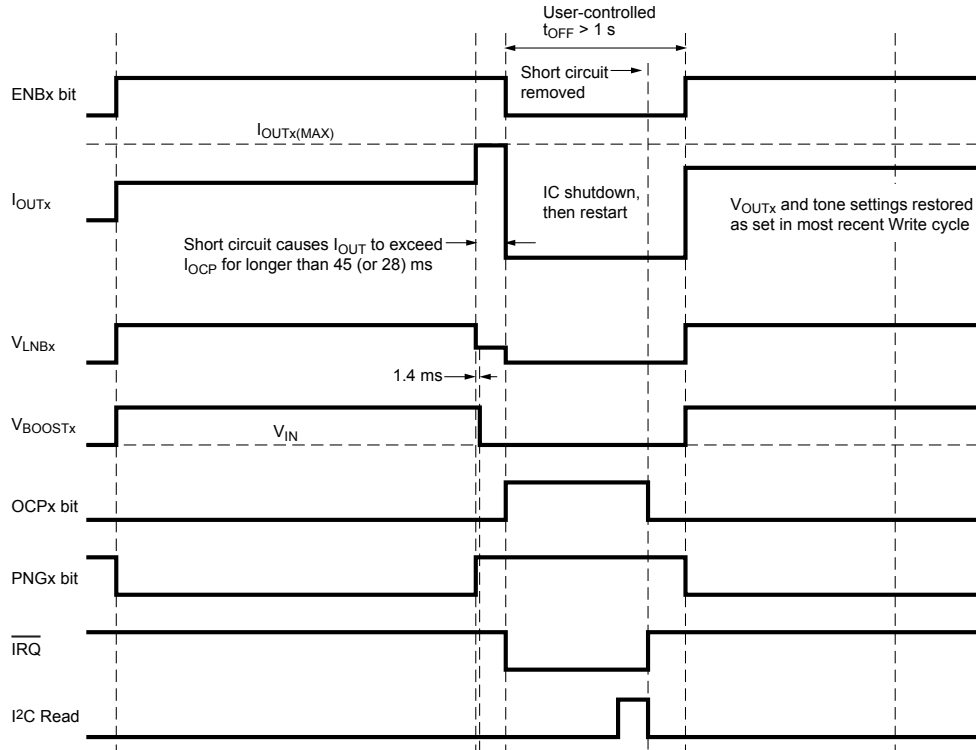 User-controlled
tOFF > 1 s
ENBx bit
Short circuit
removed
IOUTx(MAX)
IOUTx
IC shutdown,
then restart
VOUTx and tone settings restored
as set in most recent Write cycle
Short circuit causes IOUT to exceed
IOCP for longer than 45 (or 28) ms
VLNBx
1.4 ms
VBOOSTx
VIN
OCPx bit
PNGx bit
IRQ
I2C Read